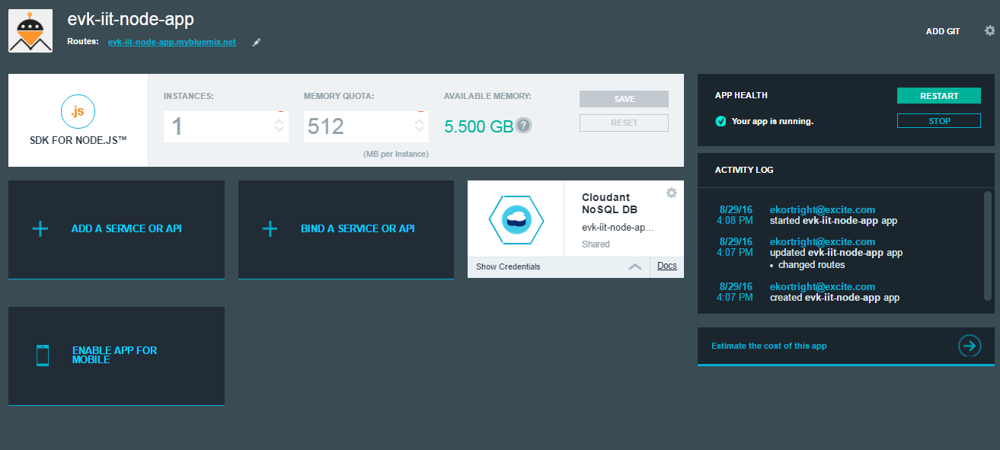 evk-iit-node-app
Routes: evk-iit-node-app.mybluemix.net
ADD GIT
.js
SDK FOR NODE.JS™
INSTANCES:
1
MEMORY QUOTA:
512
(MB per Instance)
AVAILABLE MEMORY:
5.500 GB ?
SAVE
RESET
APP HEALTH
Your app is running.
RESTART
STOP
ADD A SERVICE OR API
BIND A SERVICE OR API
Cloudant
NoSQL DB
evk-iit-node-ap...
Shared
Show Credentials
Docs
ACTIVITY LOG
8/29/16 ekortright@excite.com
4:08 PM started evk-iit-node-app app
8/29/16 ekortright@excite.com
4:07 PM updated evk-iit-node-app app
• changed routes
8/29/16 ekortright@excite.com
4:07 PM created evk-iit-node-app app
ENABLE APP FOR
MOBILE
Estimate the cost of this app